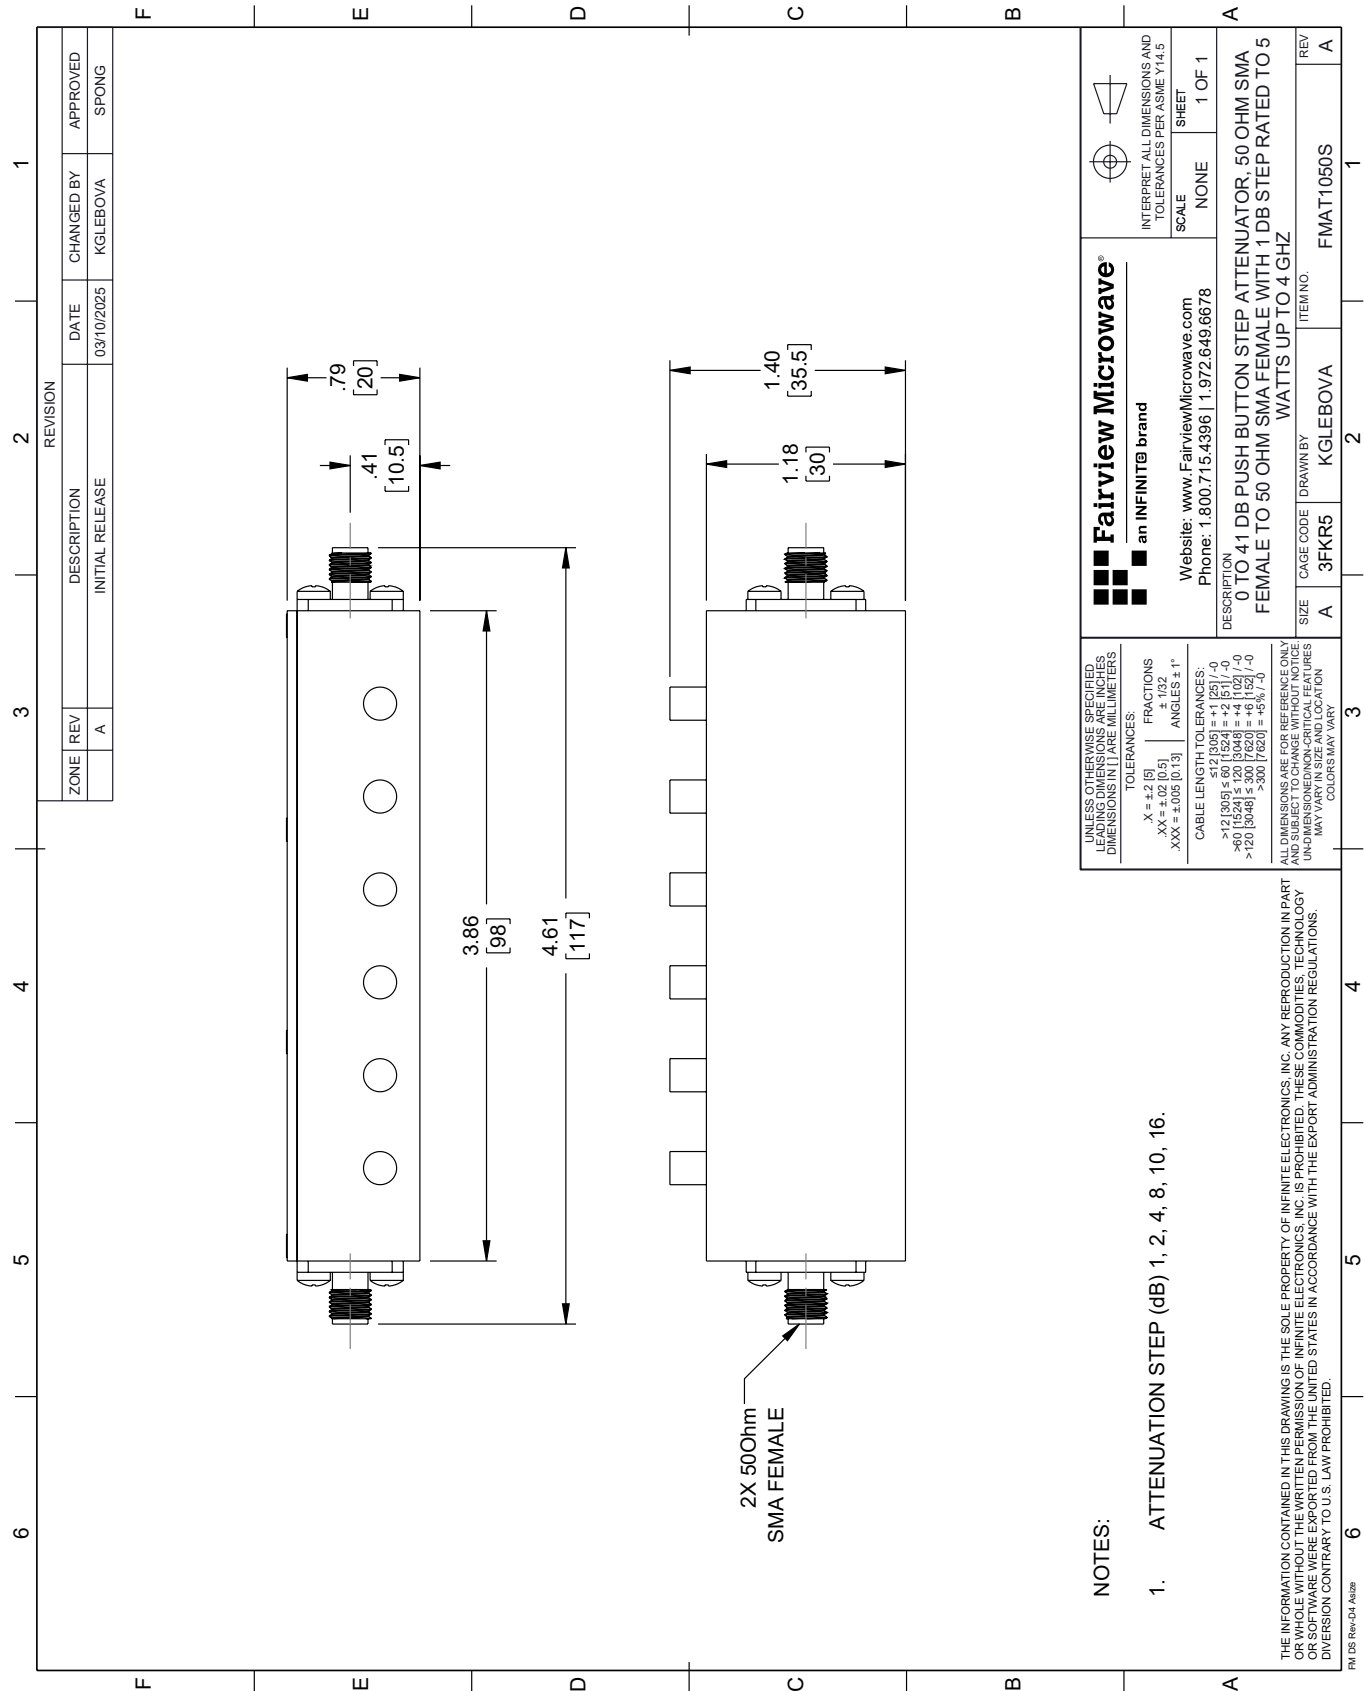 6 5 4 3 2 1
REVISION
ZONE REV DESCRIPTION DATE CHANGED BY APPROVED
A INITIAL RELEASE 03/10/2025 KGLEBOVA SPONG
F F
E E
D D
C C
B B
A A
.79
[20]
.41
[10.5]
3.86
[98]
4.61
[117]
1.40
[35.5]
1.18
[30]
2X 50Ohm
SMA FEMALE
NOTES:
1. ATTENUATION STEP (dB) 1, 2, 4, 8, 10, 16.
THE INFORMATION CONTAINED IN THIS DRAWING IS THE SOLE PROPERTY OF INFINITE ELECTRONICS, INC. ANY REPRODUCTION IN PART
OR WHOLE WITHOUT THE WRITTEN PERMISSION OF INFINITE ELECTRONICS, INC. IS PROHIBITED. THESE COMMODITIES, TECHNOLOGY
OR SOFTWARE WERE EXPORTED FROM THE UNITED STATES IN ACCORDANCE WITH THE EXPORT ADMINISTRATION REGULATIONS.
DIVERSION CONTRARY TO U.S. LAW PROHIBITED.
UNLESS OTHERWISE SPECIFIED
LEADING DIMENSIONS ARE INCHES
DIMENSIONS IN [ ] ARE MILLIMETERS
TOLERANCES:
.X = ±.2 [5]
.XX = ±.02 [0.5]
.XXX = ±.005 [0.13]
FRACTIONS
± 1/32
ANGLES ± 1°
CABLE LENGTH TOLERANCES:
≤12 [305] = +1 [25] / -0
>12 [305] ≤ 60 [1524] = +2 [51] / -0
>60 [1524] ≤ 120 [3048] = +4 [102] / -0
>120 [3048] ≤ 300 [7620] = +6 [152] / -0
>300 [7620] = +5% / -0
ALL DIMENSIONS ARE FOR REFERENCE ONLY
AND SUBJECT TO CHANGE WITHOUT NOTICE.
UN-DIMENSIONED/NON-CRITICAL FEATURES
MAY VARY IN SIZE AND LOCATION
COLORS MAY VARY
Fairview Microwave®
an INFINIT@ brand
Website: www.FairviewMicrowave.com
Phone: 1.800.715.4396 | 1.972.649.6678
INTERPRET ALL DIMENSIONS AND
TOLERANCES PER ASME Y14.5
SCALE SHEET
NONE 1 OF 1
DESCRIPTION
0 TO 41 DB PUSH BUTTON STEP ATTENUATOR, 50 OHM SMA
FEMALE TO 50 OHM SMA FEMALE WITH 1 DB STEP RATED TO 5
WATTS UP TO 4 GHZ
SIZE CAGE CODE DRAWN BY ITEM NO. REV
A 3FKR5 KGLEBOVA FMAT1050S A
6 5 4 3 2 1
FM DS Rev-D4 Asize